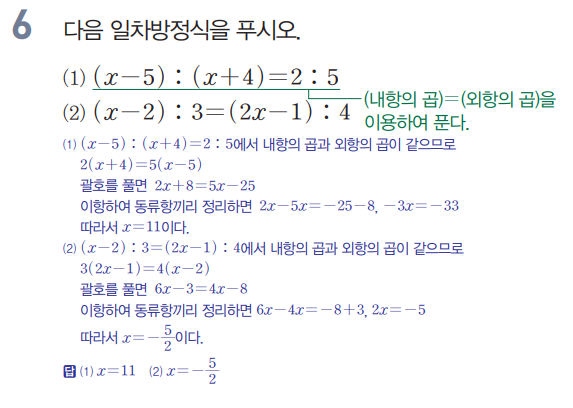 6 다음 일차방정식을 푸시오.
(1) (x−5) : (x+4)=2 : 5
(내항의 곱)=(외항의 곱)을
(2) (x−2) : 3=(2x−1) : 4
이용하여 푼다.
(1) (x−5) : (x+4)=2 : 5에서 내항의 곱과 외항의 곱이 같으므로
2(x+4)=5(x−5)
괄호를 풀면 2x+8=5x−25
이항하여 동류항끼리 정리하면 2x−5x=−25−8, −3x=−33
따라서 x=11이다.
(2) (x−2) : 3=(2x−1) : 4에서 내항의 곱과 외항의 곱이 같으므로
3(2x−1)=4(x−2)
괄호를 풀면 6x−3=4x−8
이항하여 동류항끼리 정리하면 6x−4x=−8+3, 2x=−5
따라서 x=−5/2이다.
답 (1) x=11 (2) x=−5/2